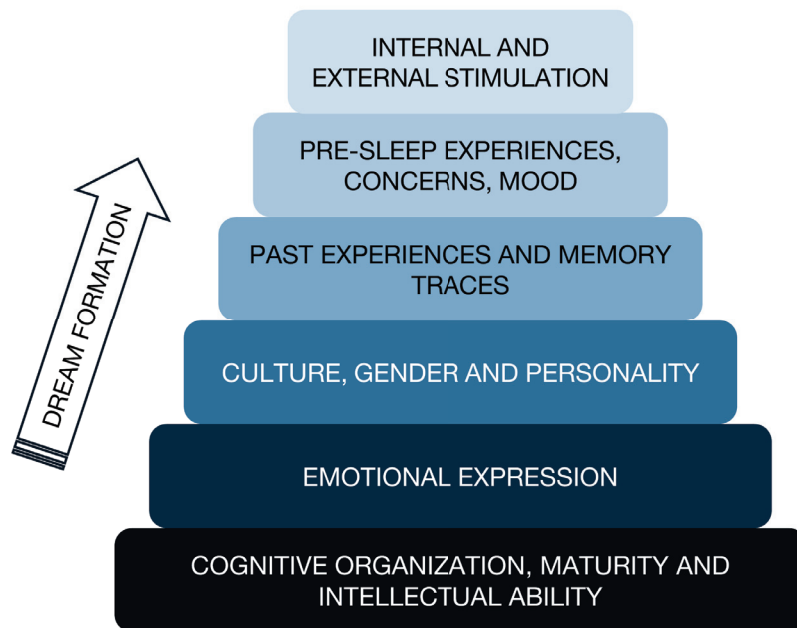 INTERNAL AND
EXTERNAL STIMULATION
PRE-SLEEP EXPERIENCES,
CONCERNS, MOOD
PAST EXPERIENCES AND MEMORY
TRACES
CULTURE, GENDER AND PERSONALITY
EMOTIONAL EXPRESSION
COGNITIVE ORGANIZATION, MATURITY AND
INTELLECTUAL ABILITY
DREAM FORMATION